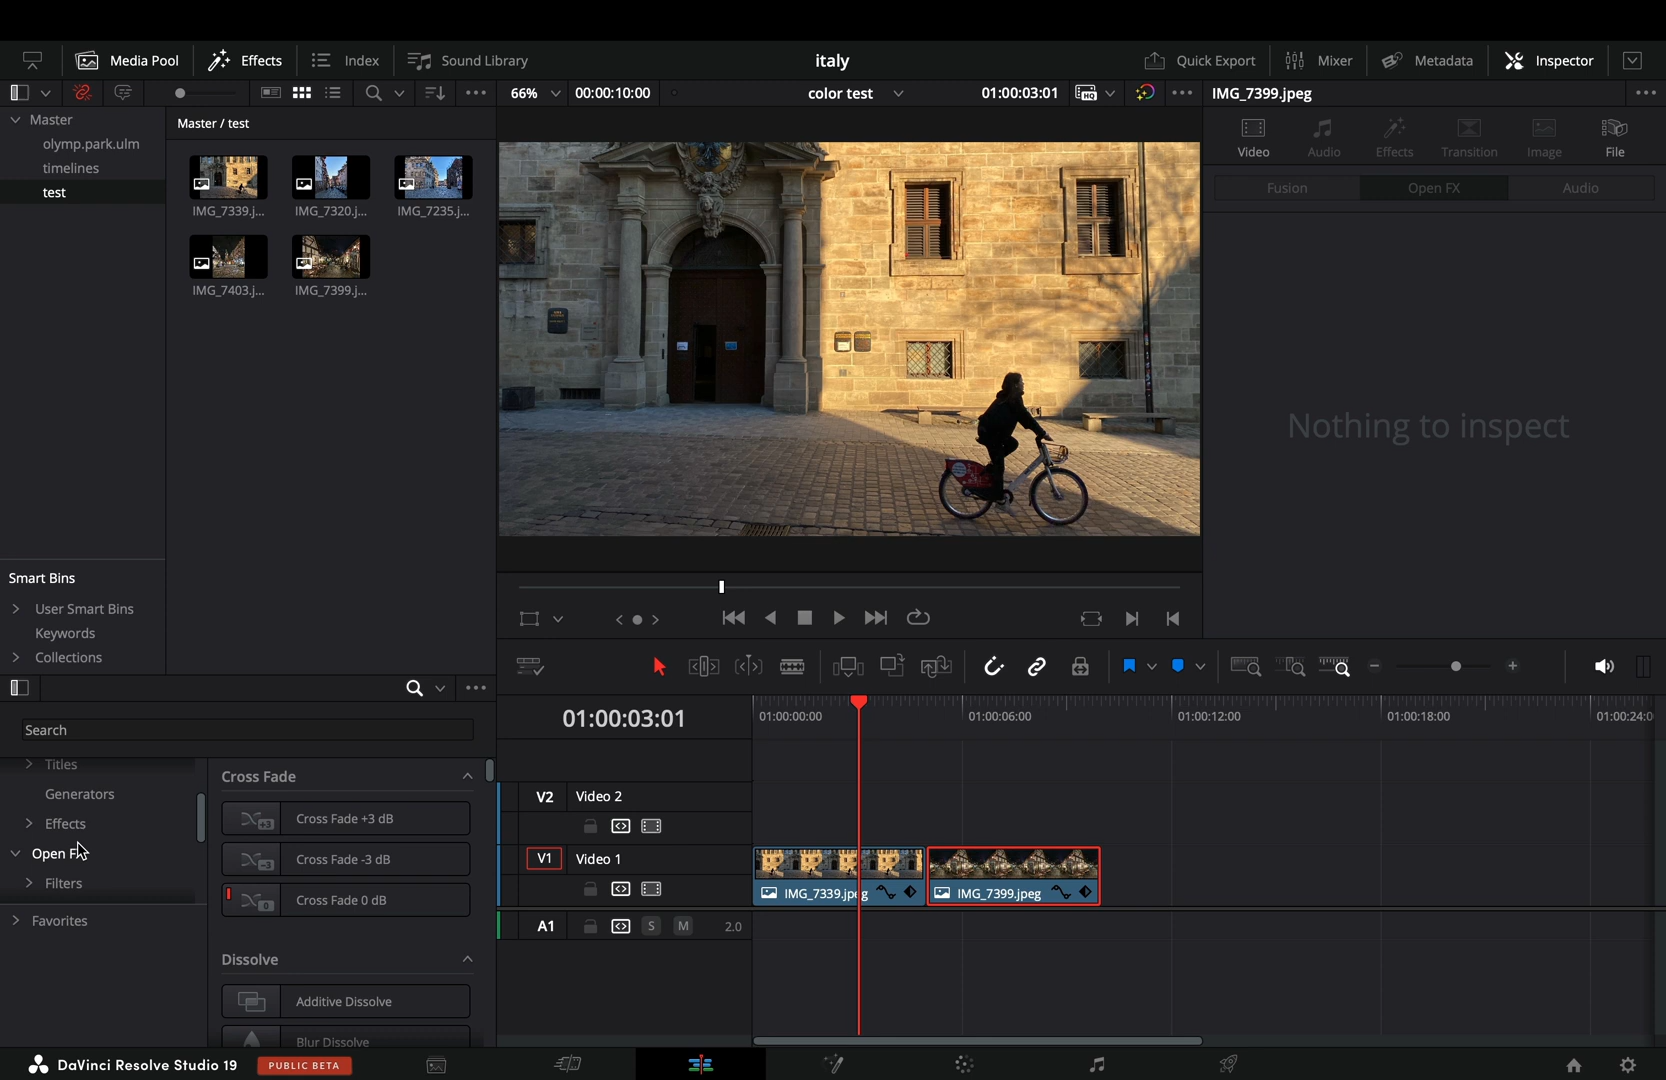 Media Pool
Effects
Index
Sound Library
italy
Quick Export
Mixer
Metadata
Inspector
66%
00:00:10:00
color test
01:00:03:01
HQ
IMG_7399.jpeg
Master
olymp.park.ulm
timelines
test
Master / test
IMG_7339.j...
IMG_7320.j...
IMG_7235.j...
IMG_7403.j...
IMG_7399.j...
Video
Audio
Effects
Transition
Image
File
Fusion
Open FX
Audio
Nothing to inspect
Smart Bins
User Smart Bins
Keywords
Collections
Search
Titles
Generators
Effects
Open F
Filters
Favorites
Cross Fade
+3
Cross Fade +3 dB
-3
Cross Fade -3 dB
0
Cross Fade 0 dB
Dissolve
Additive Dissolve
Blur Dissolve
01:00:03:01
01:00:00:00
01:00:06:00
01:00:12:00
01:00:18:00
01:00:24:0
V2
Video 2
V1
Video 1
IMG_7339.jpeg
IMG_7399.jpeg
A1
S
M
2.0
DaVinci Resolve Studio 19
PUBLIC BETA